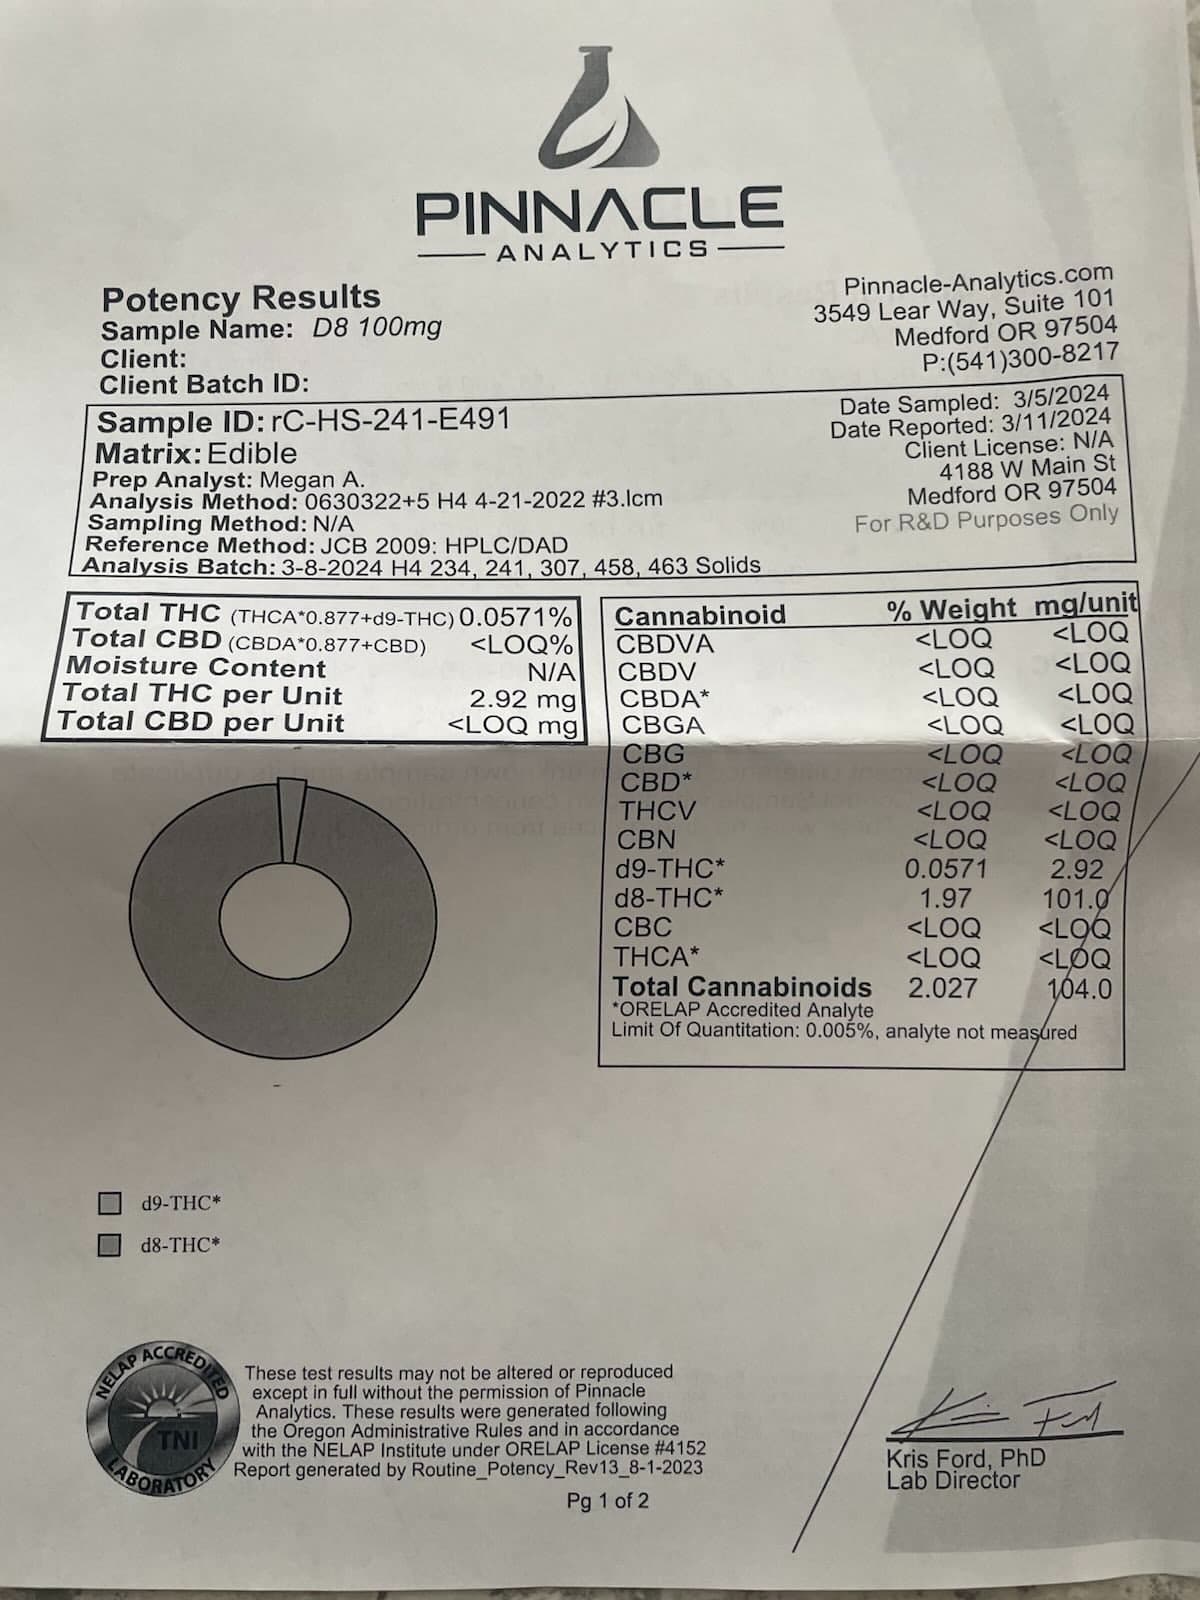 PINNACLE
ANALYTICS
Potency Results
Sample Name: D8 100mg
Client:
Client Batch ID:
Pinnacle-Analytics.com
3549 Lear Way, Suite 101
Medford OR 97504
P:(541)300-8217
Sample ID: rC-HS-241-E491
Matrix: Edible
Prep Analyst: Megan A.
Analysis Method: 0630322+5 H4 4-21-2022 #3.lcm
Sampling Method: N/A
Reference Method: JCB 2009: HPLC/DAD
Analysis Batch: 3-8-2024 H4 234, 241, 307, 458, 463 Solids
Date Sampled: 3/5/2024
Date Reported: 3/11/2024
Client License: N/A
4188 W Main St
Medford OR 97504
For R&D Purposes Only
Total THC (THCA*0.877+d9-THC) 0.0571%
Total CBD (CBDA*0.877+CBD) <LOQ%
Moisture Content N/A
Total THC per Unit 2.92 mg
Total CBD per Unit <LOQ mg
Cannabinoid % Weight mg/unit
CBDVA <LOQ <LOQ
CBDV <LOQ <LOQ
CBDA* <LOQ <LOQ
CBGA <LOQ <LOQ
CBG <LOQ <LOQ
CBD* <LOQ <LOQ
THCV <LOQ <LOQ
CBN <LOQ <LOQ
d9-THC* 0.0571 2.92
d8-THC* 1.97 101.0
CBC <LOQ <LOQ
THCA* <LOQ <LOQ
Total Cannabinoids 2.027 104.0
*ORELAP Accredited Analyte
Limit Of Quantitation: 0.005%, analyte not measured
d9-THC*
d8-THC*
NELAP ACCREDITED
TNI
LABORATORY
These test results may not be altered or reproduced
except in full without the permission of Pinnacle
Analytics. These results were generated following
the Oregon Administrative Rules and in accordance
with the NELAP Institute under ORELAP License #4152
Report generated by Routine_Potency_Rev13_8-1-2023
Pg 1 of 2
Kris Ford, PhD
Lab Director